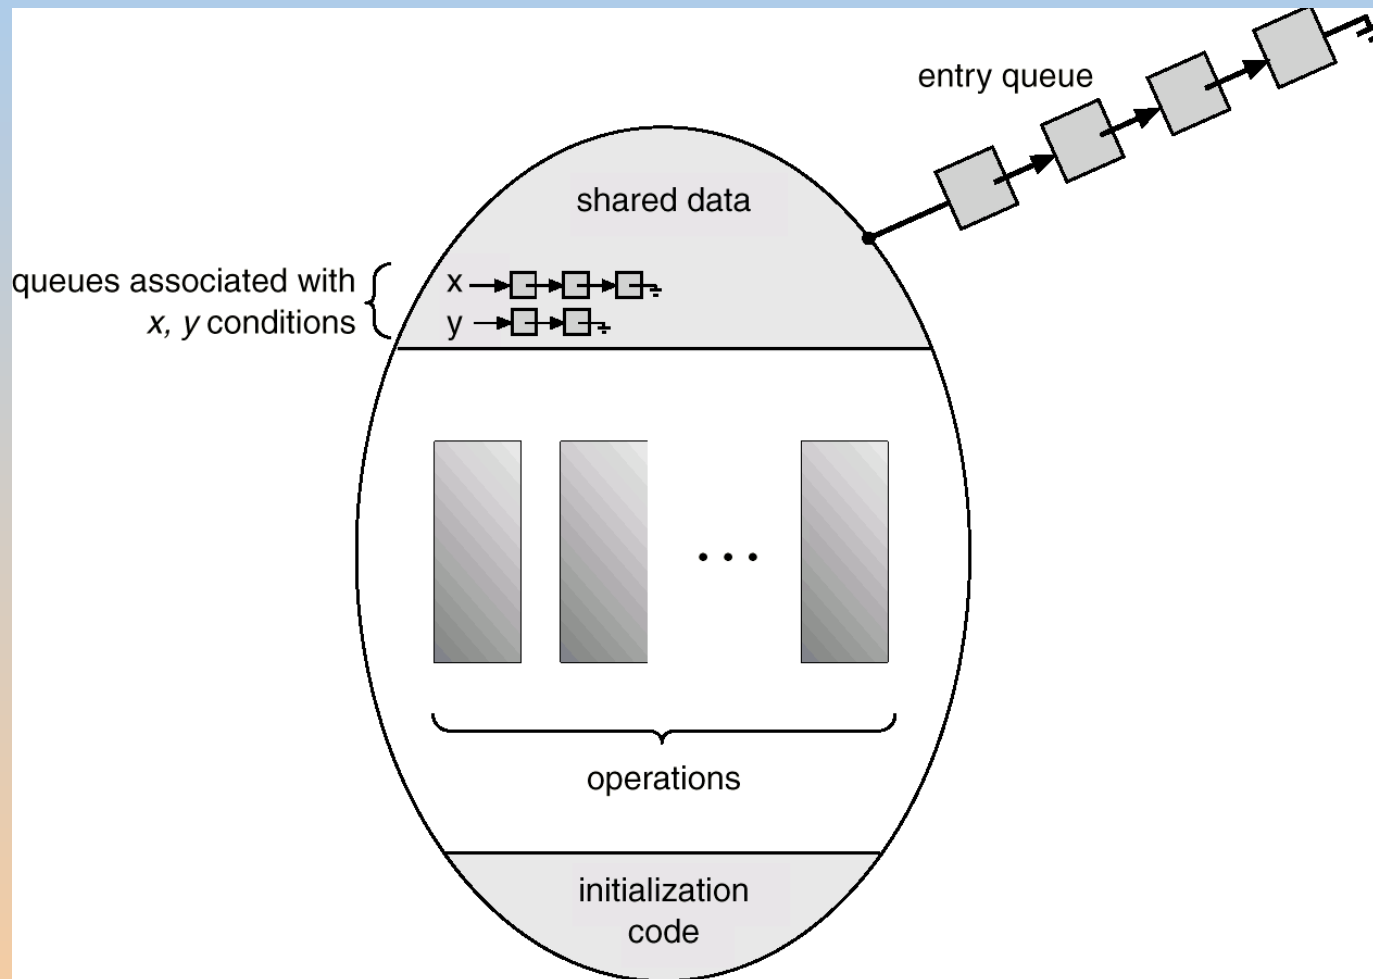 entry queue
shared data
queues associated with
x, y conditions
x
y
. . .
operations
initialization
code